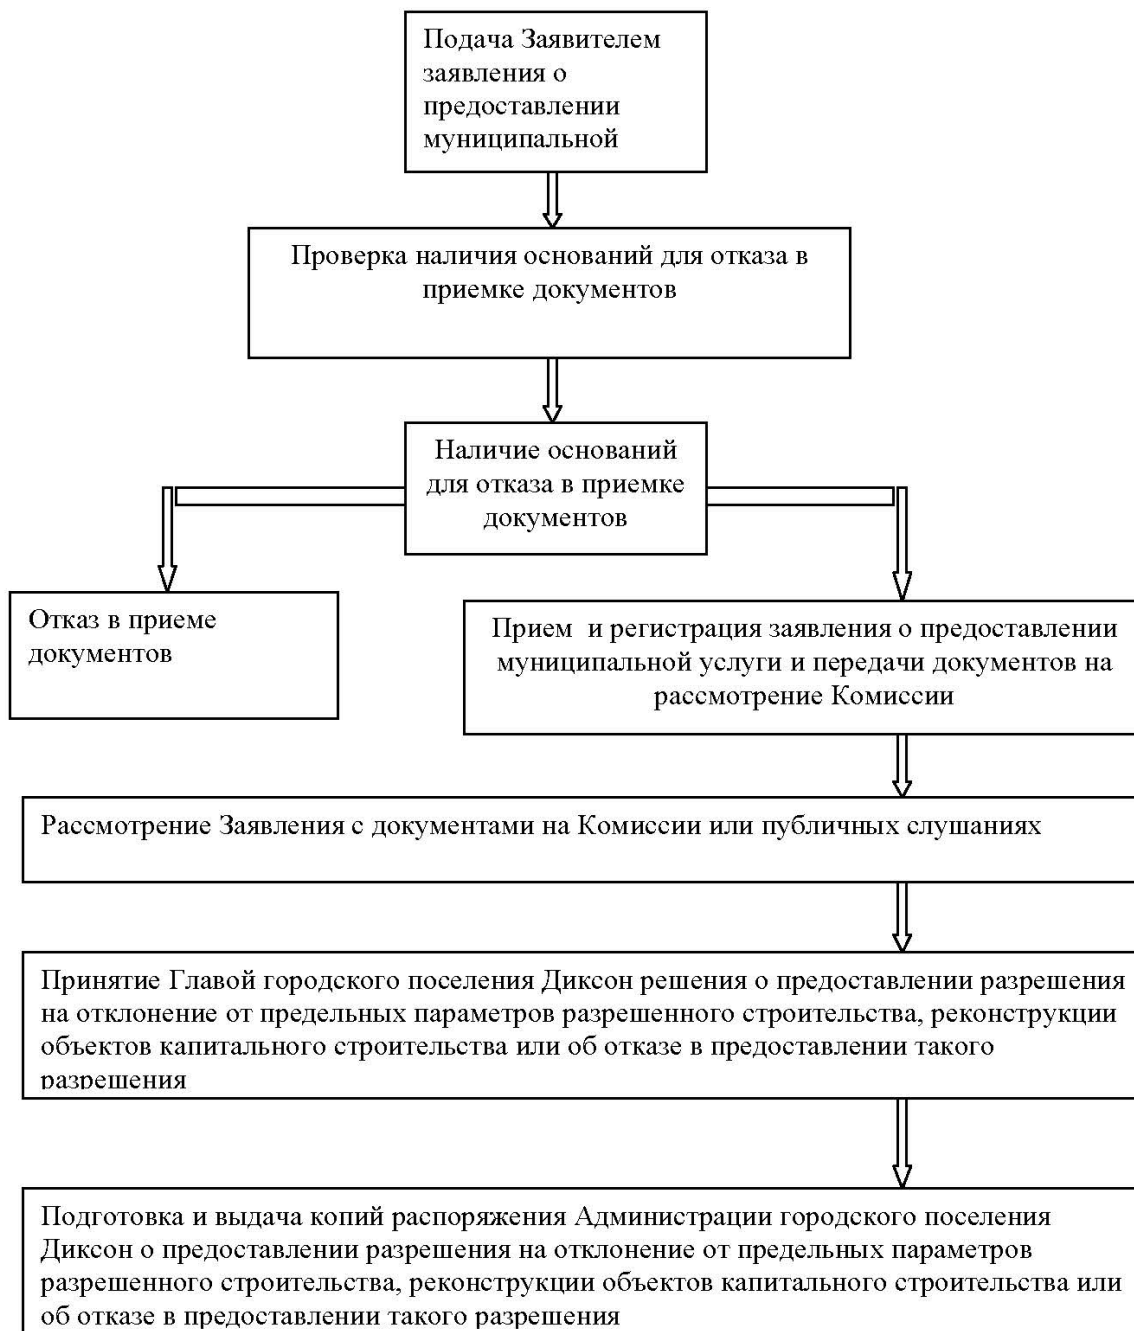 Подача Заявителем
заявления о
предоставлении
муниципальной
Проверка наличия оснований для отказа в
приемке документов
Наличие оснований
для отказа в приемке
документов
Отказ в приеме
документов
Прием и регистрация заявления о предоставлении
муниципальной услуги и передачи документов на
рассмотрение Комиссии
Рассмотрение Заявления с документами на Комиссии или публичных слушаниях
Принятие Главой городского поселения Диксон решения о предоставлении разрешения
на отклонение от предельных параметров разрешенного строительства, реконструкции
объектов капитального строительства или об отказе в предоставлении такого
разрешения
Подготовка и выдача копий распоряжения Администрации городского поселения
Диксон о предоставлении разрешения на отклонение от предельных параметров
разрешенного строительства, реконструкции объектов капитального строительства или
об отказе в предоставлении такого разрешения